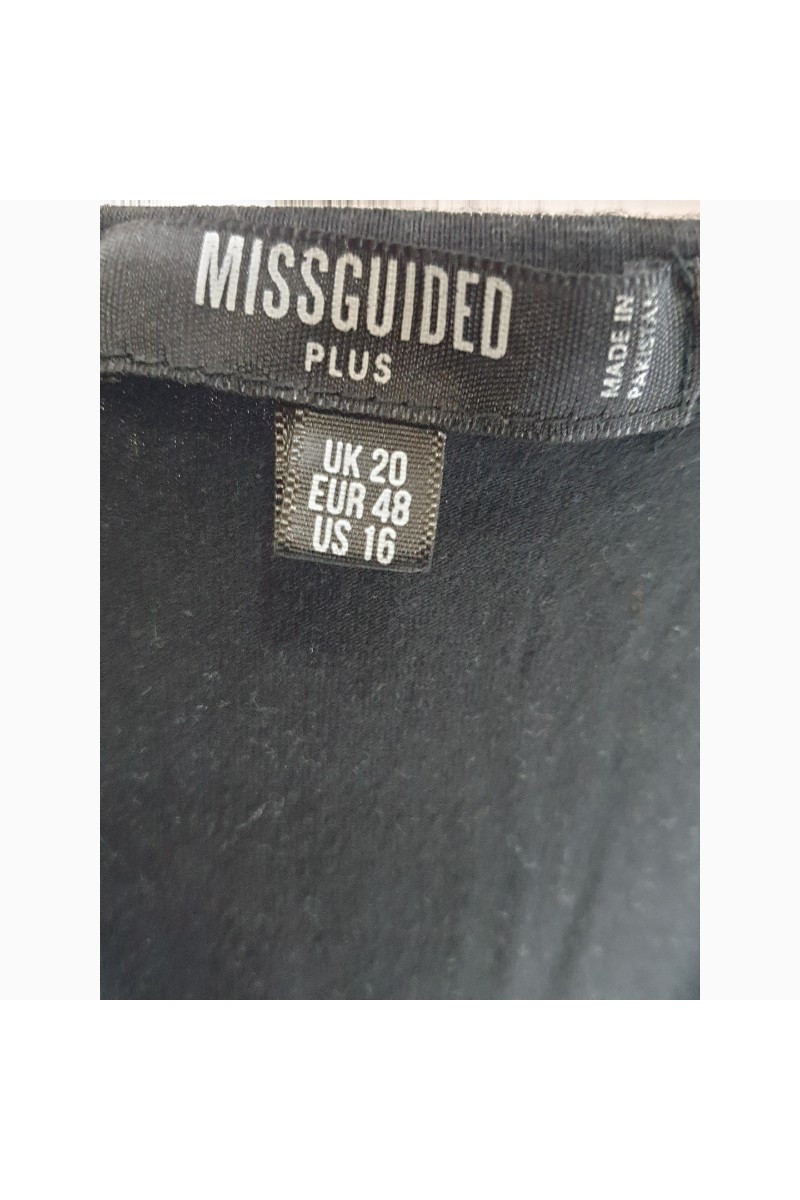 MISSGUIDED
PLUS
MADE IN
PAKISTAN
UK 20
EUR 48
US 16